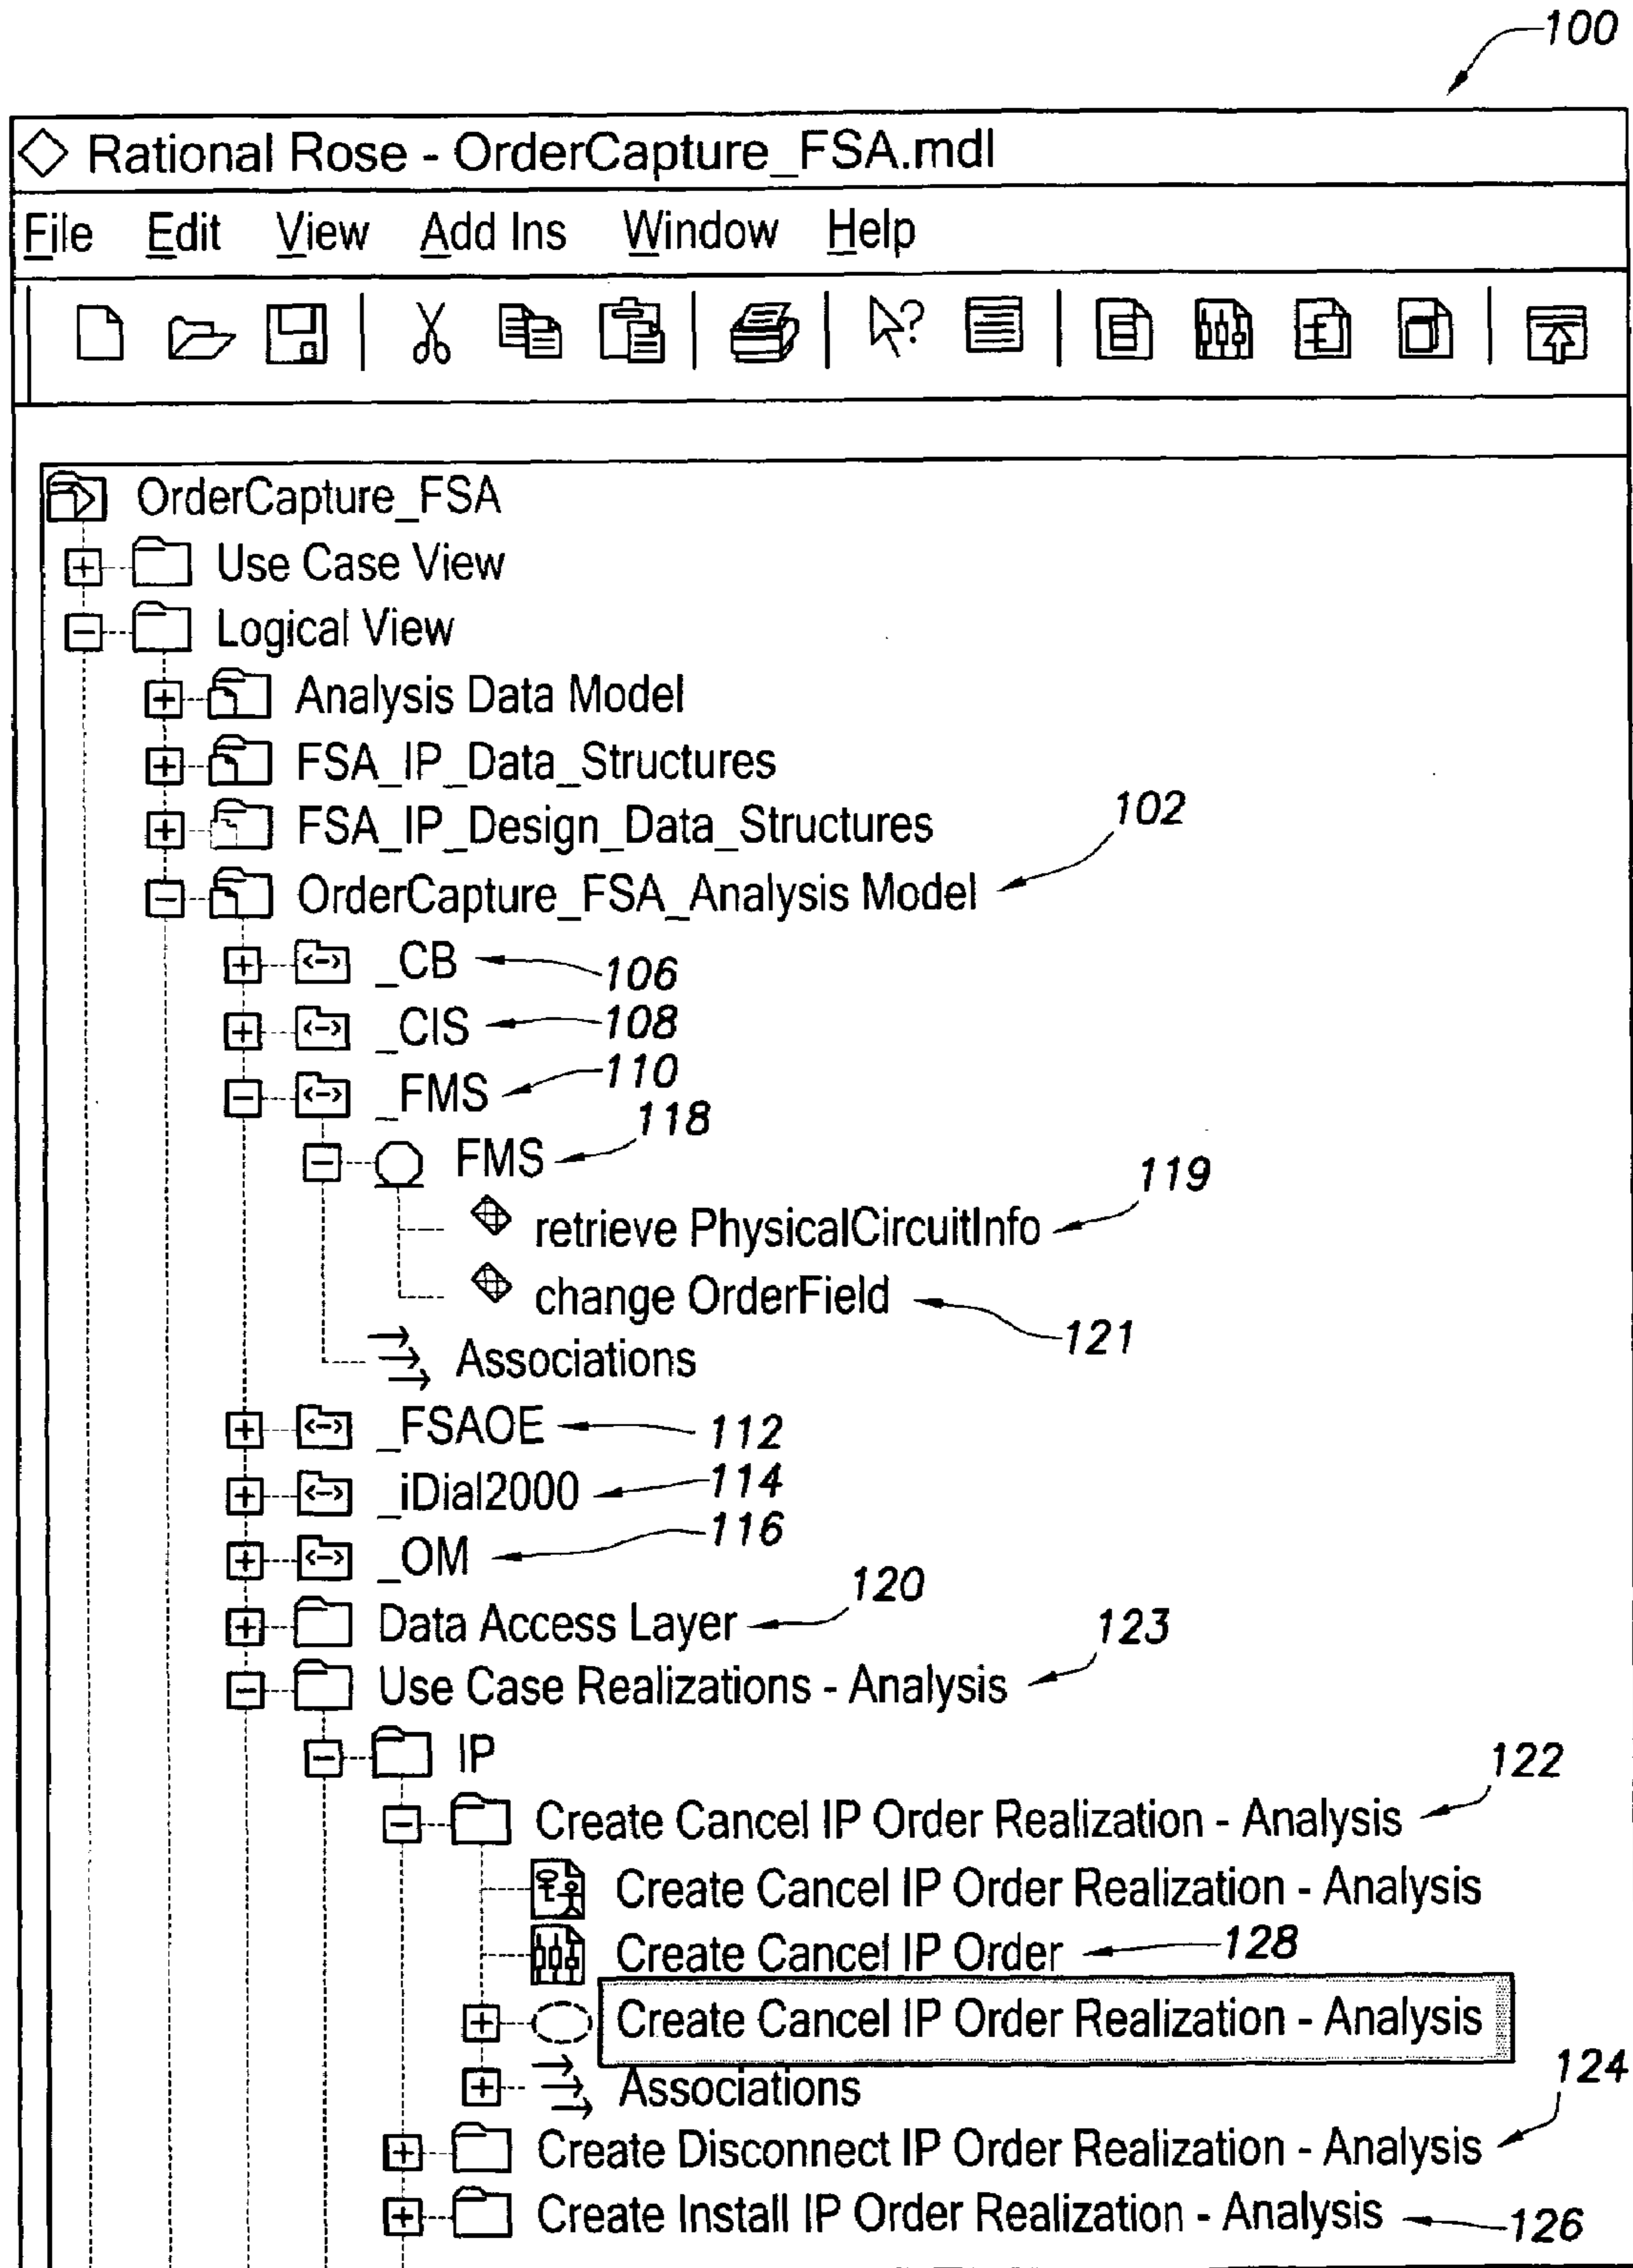 100
Rational Rose - OrderCapture_FSA.mdl
File Edit View Add Ins Window Help
OrderCapture_FSA
Use Case View
Logical View
Analysis Data Model
FSA_IP_Data_Structures
FSA_IP_Design_Data_Structures 102
OrderCapture_FSA_Analysis Model
_CB 106
_CIS 108
_FMS 110
FMS 118
retrieve PhysicalCircuitInfo 119
change OrderField 121
Associations
_FSAOE 112
_iDial2000 114
_OM 116
Data Access Layer 120
Use Case Realizations - Analysis 123
IP
Create Cancel IP Order Realization - Analysis 122
Create Cancel IP Order Realization - Analysis
Create Cancel IP Order 128
Create Cancel IP Order Realization - Analysis
Associations
Create Disconnect IP Order Realization - Analysis 124
Create Install IP Order Realization - Analysis 126